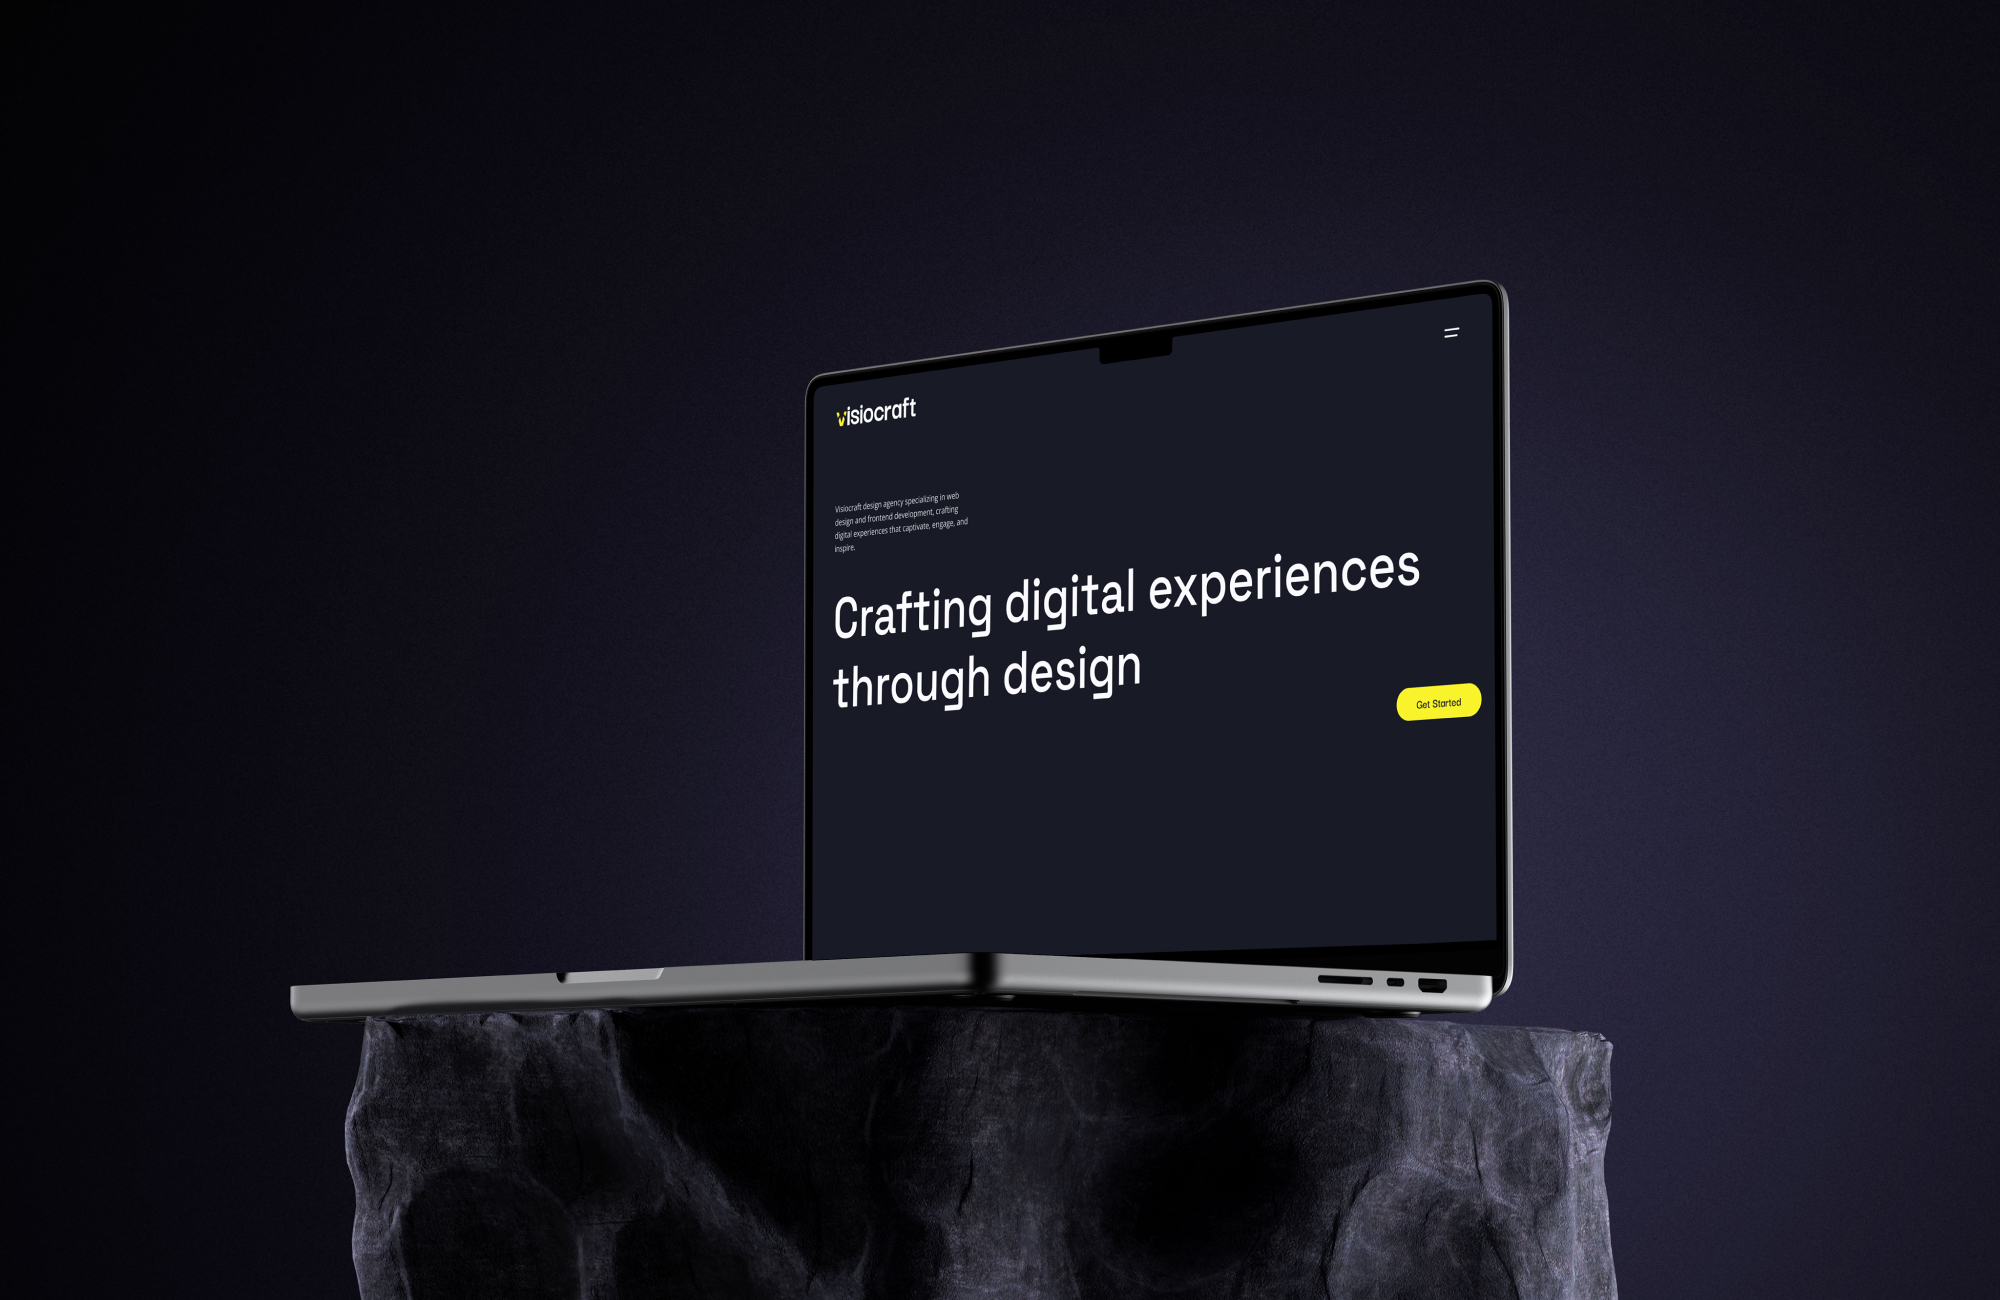 visiocraft
Visiocraft design agency specializing in web
design and frontend development, crafting
digital experiences that captivate, engage, and
inspire.
Crafting digital experiences
through design
Get Started